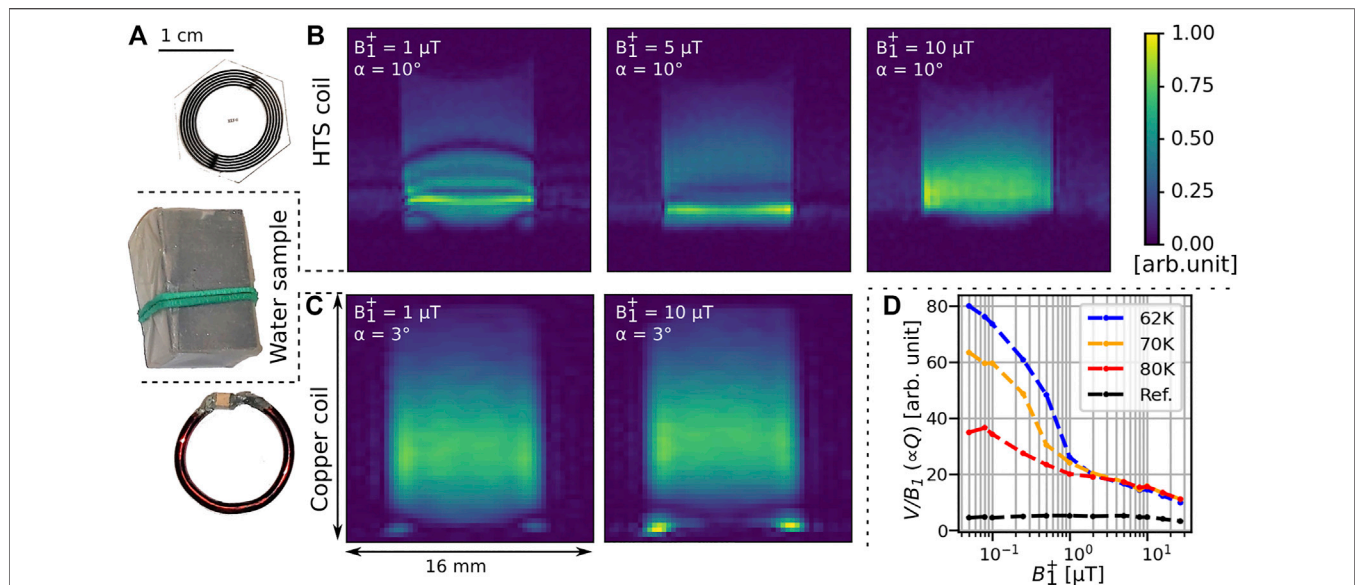 A
1 cm
B
HTS coil
B₁⁺ = 1 µT
α = 10°
B₁⁺ = 5 µT
α = 10°
B₁⁺ = 10 µT
α = 10°
1.00
0.75
0.50
0.25
0.00
[arb.unit]
Water sample
C
Copper coil
B₁⁺ = 1 µT
α = 3°
B₁⁺ = 10 µT
α = 3°
16 mm
D
V/B₁ (∝Q) [arb. unit]
80
60
40
20
0
62K
70K
80K
Ref.
10⁻¹
10⁰
10¹
B₁⁺ [µT]